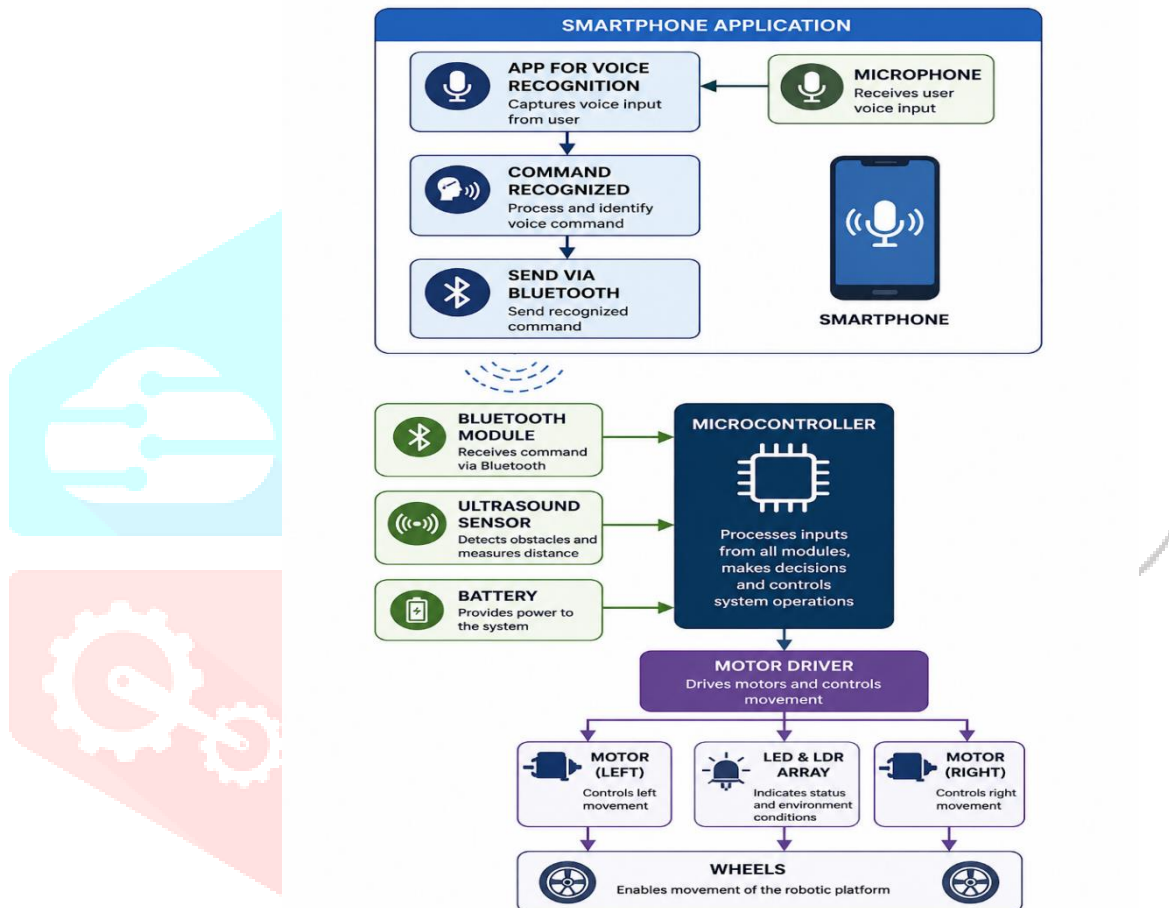 SMARTPHONE APPLICATION
APP FOR VOICE
RECOGNITION
Captures voice input
from user
MICROPHONE
Receives user
voice input
COMMAND
RECOGNIZED
Process and identify
voice command
SEND VIA
BLUETOOTH
Send recognized
command
SMARTPHONE
BLUETOOTH
MODULE
Receives command
via Bluetooth
ULTRASOUND
SENSOR
Detects obstacles and
measures distance
BATTERY
Provides power to
the system
MICROCONTROLLER
Processes inputs
from all modules,
makes decisions
and controls
system operations
MOTOR DRIVER
Drives motors and controls
movement
MOTOR
(LEFT)
Controls left
movement
LED & LDR
ARRAY
Indicates status
and environment
conditions
MOTOR
(RIGHT)
Controls right
movement
WHEELS
Enables movement of the robotic platform